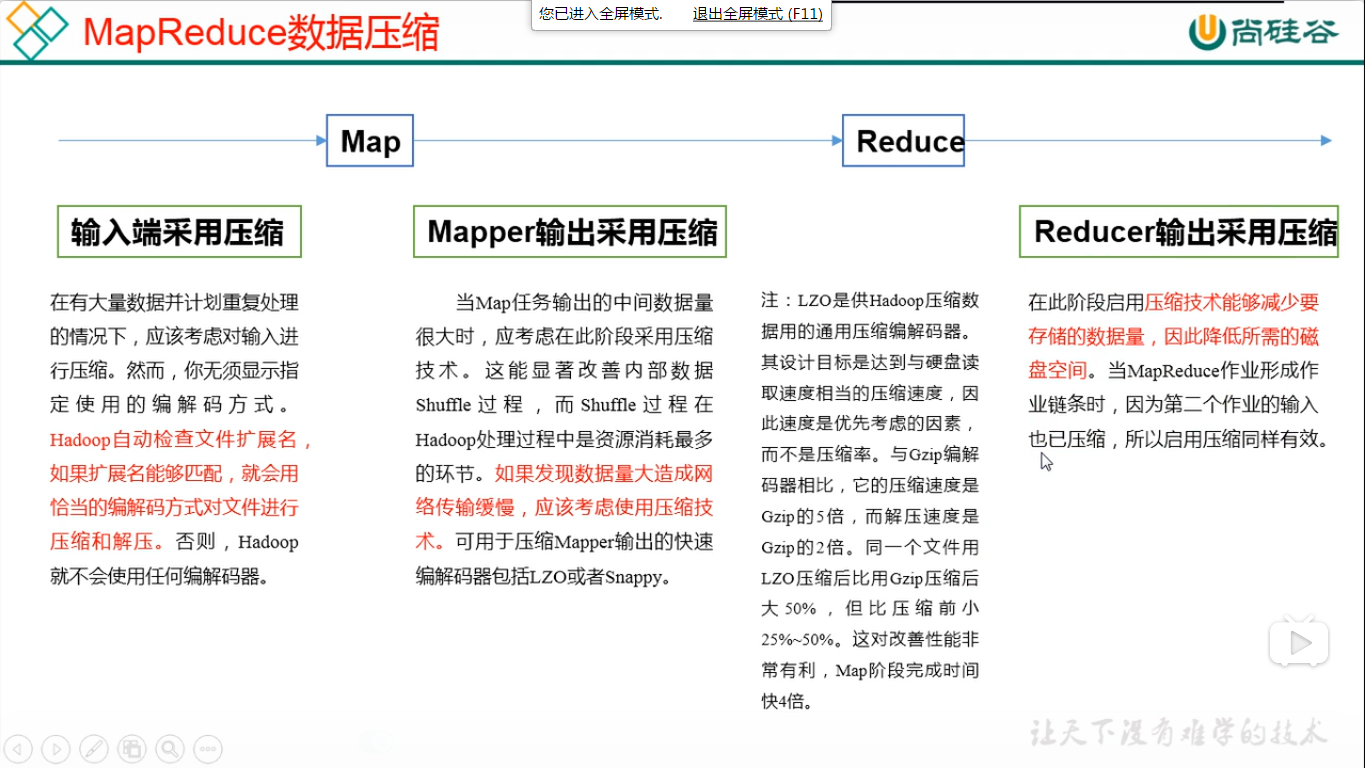 您已进入全屏模式. 退出全屏模式 (F11)
MapReduce数据压缩
尚硅谷
Map
Reduce
输入端采用压缩
在有大量数据并计划重复处理
的情况下，应该考虑对输入进
行压缩。然而，你无须显示指
定使用的编解码方式。
Hadoop自动检查文件扩展名，
如果扩展名能够匹配，就会用
恰当的编解码方式对文件进行
压缩和解压。否则，Hadoop
就不会使用任何编解码器。
Mapper输出采用压缩
当Map任务输出的中间数据量
很大时，应考虑在此阶段采用压缩
技术。这能显著改善内部数据
Shuffle过程，而Shuffle过程在
Hadoop处理过程中是资源消耗最多
的环节。如果发现数据量大造成网
络传输缓慢，应该考虑使用压缩技
术。可用于压缩Mapper输出的快速
编解码器包括LZO或者Snappy。
注：LZO是供Hadoop压缩数
据用的通用压缩编解码器。
其设计目标是达到与硬盘读
取速度相当的压缩速度，因
此速度是优先考虑的因素，
而不是压缩率。与Gzip编解
码器相比，它的压缩速度是
Gzip的5倍，而解压速度是
Gzip的2倍。同一个文件用
LZO压缩后比用Gzip压缩后
大50%，但比压缩前小
25%~50%。这对改善性能非
常有利，Map阶段完成时间
快4倍。
Reducer输出采用压缩
在此阶段启用压缩技术能够减少要
存储的数据量，因此降低所需的磁
盘空间。当MapReduce作业形成作
业链条时，因为第二个作业的输入
也已压缩，所以启用压缩同样有效。
让天下没有难学的技术